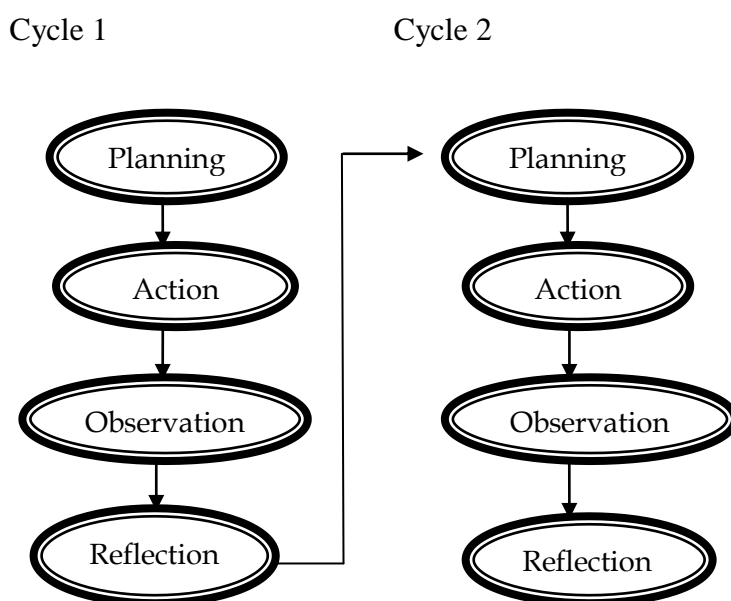 Cycle 1
Cycle 2
Planning
Planning
Action
Action
Observation
Observation
Reflection
Reflection